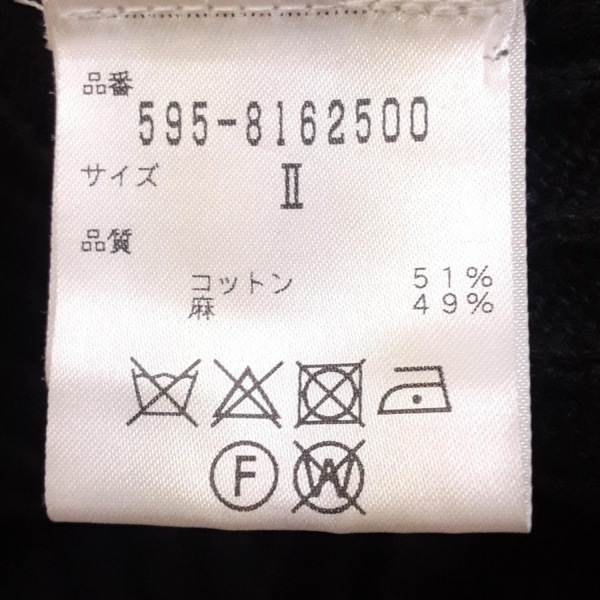 品番
595-8162500
サイズ II
品質
コットン 51%
麻 49%
F W